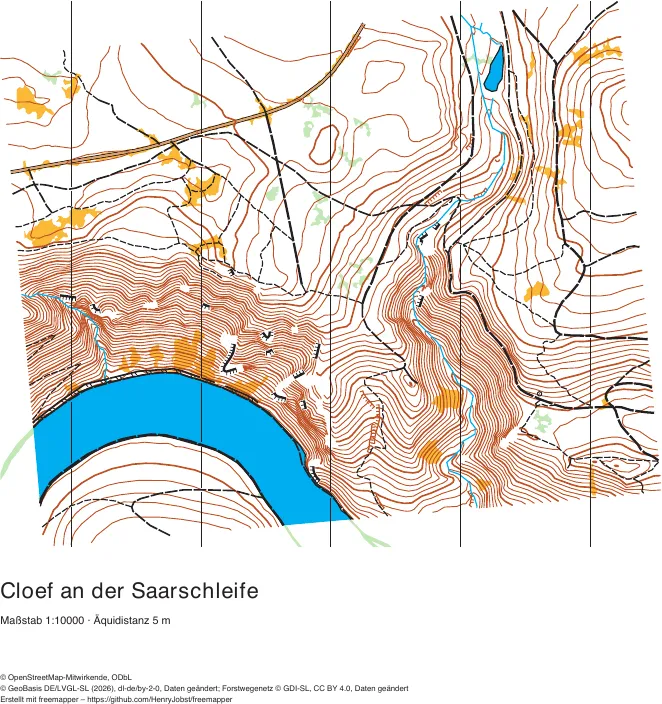 Cloef an der Saarschleife
Maßstab 1:10000 · Äquidistanz 5 m
© OpenStreetMap-Mitwirkende, ODbL
© GeoBasis DE/LVGL-SL (2026), dl-de/by-2-0, Daten geändert; Forstwegenetz © GDI-SL, CC BY 4.0, Daten geändert
Erstellt mit freemapper – https://github.com/HenryJobst/freemapper